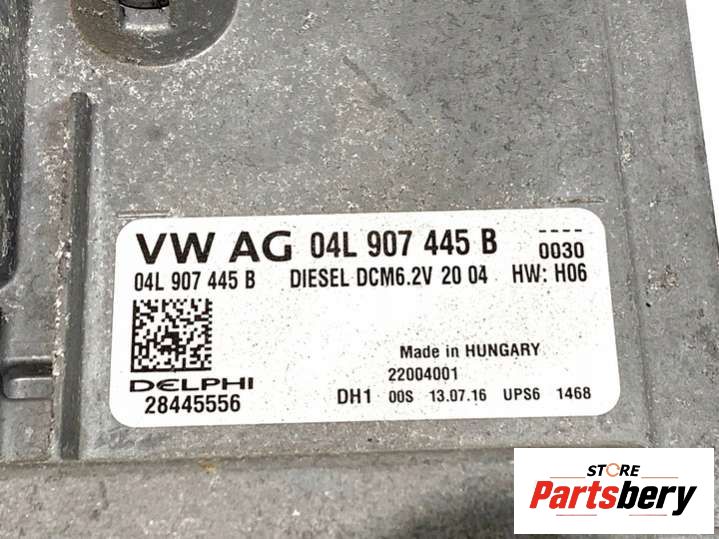 VW AG 04L 907 445 B
0030
04L 907 445 B DIESEL DCM6.2V 20 04 HW: H06
Made in HUNGARY
22004001
DELPHI
28445556
DH1 00S 13.07.16 UPS6 1468
STORE
Partsbery